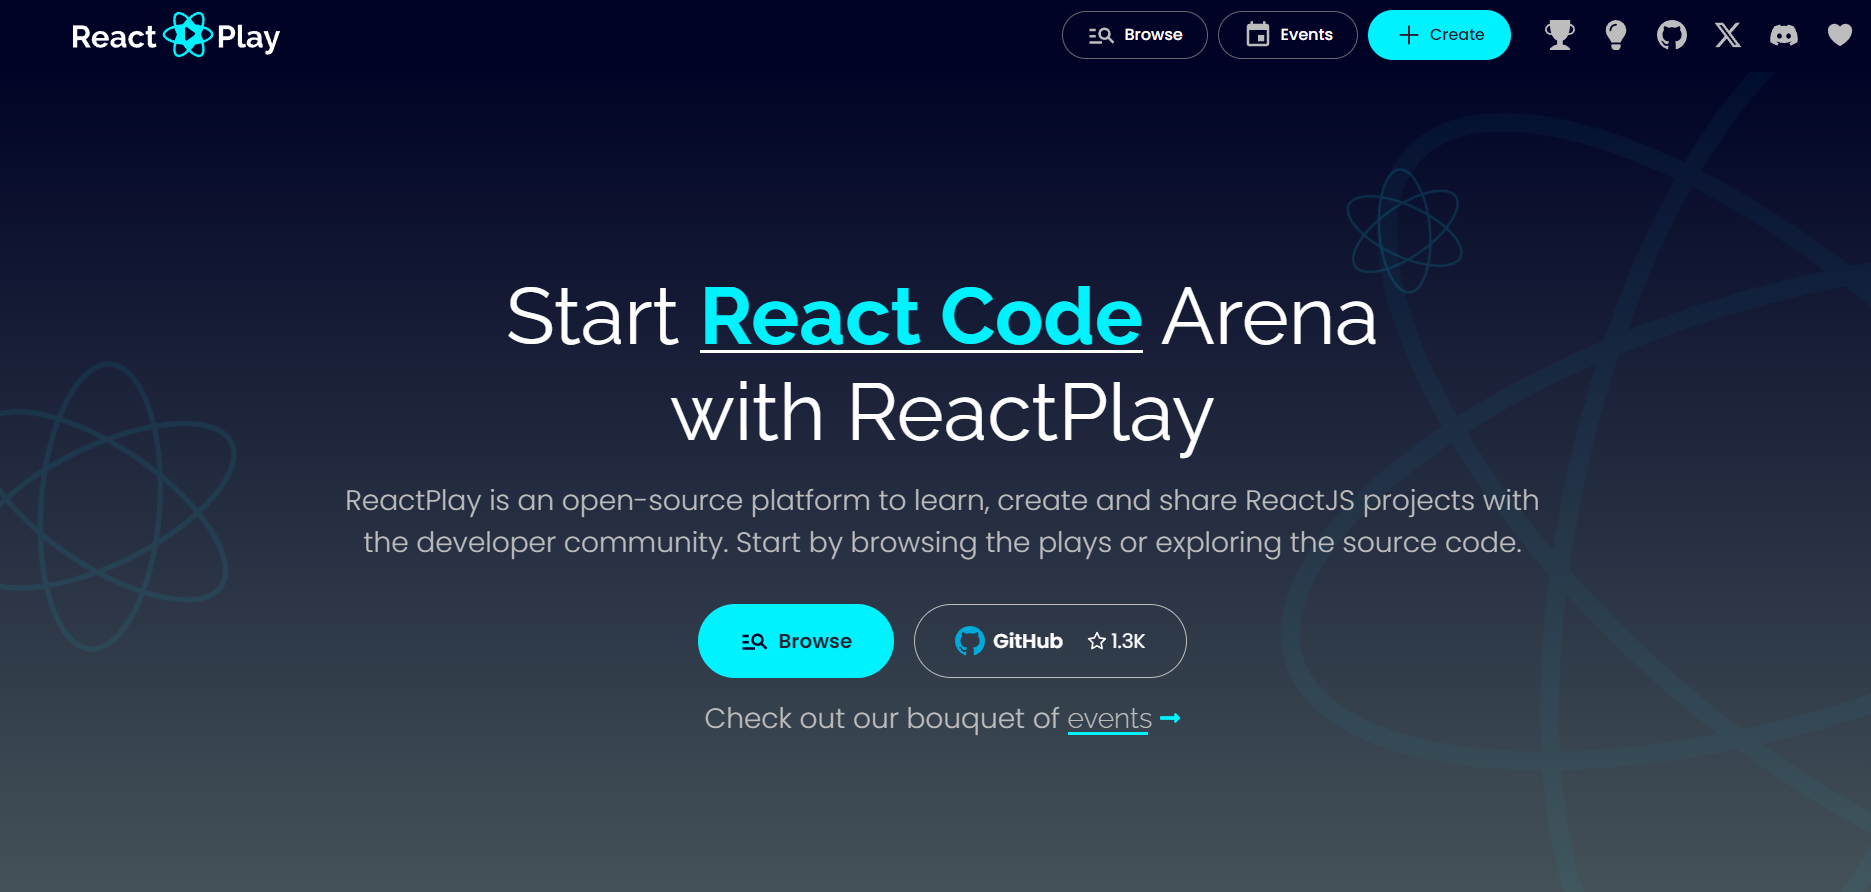 React Play
Browse
Events
Create
Start React Code Arena
with ReactPlay
ReactPlay is an open-source platform to learn, create and share ReactJS projects with
the developer community. Start by browsing the plays or exploring the source code.
Browse
GitHub 1.3K
Check out our bouquet of events